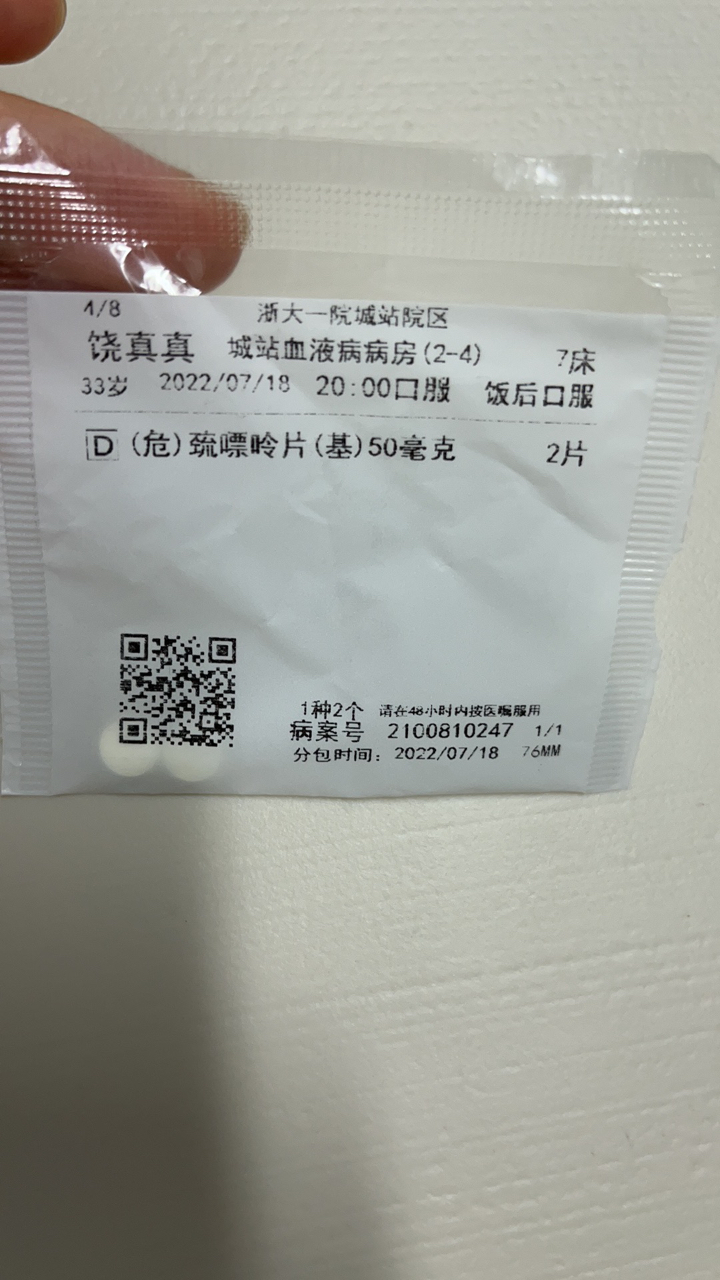 4/8 浙大一院城站院区
饶真真 城站血液病病房(2-4) 7床
33岁 2022/07/18 20:00口服 饭后口服
D (危)巯嘌呤片(基)50毫克 2片
1种2个 请在48小时内按医嘱服用
病案号 2100810247 1/1
分包时间: 2022/07/18 76MM